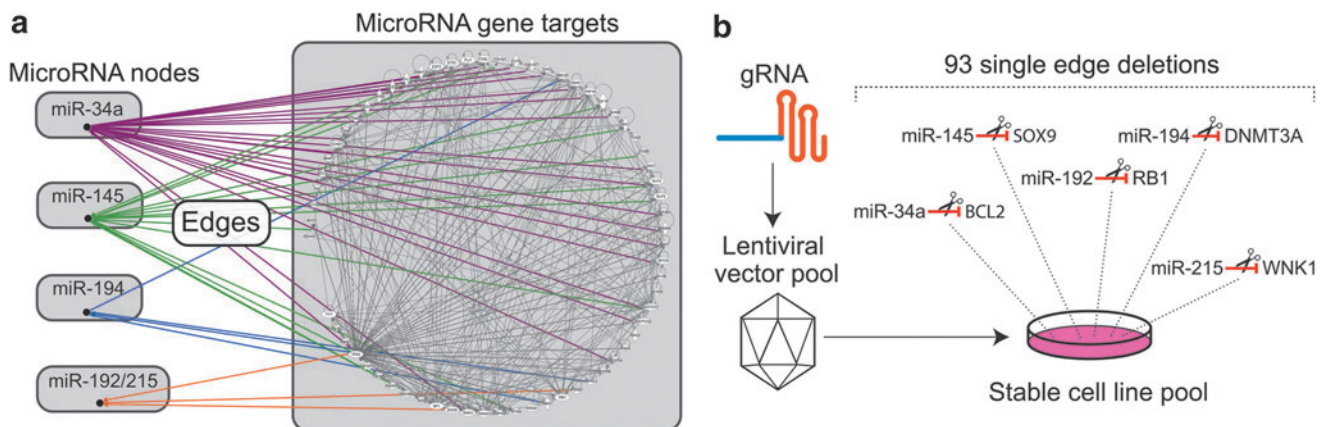 a
MicroRNA gene targets
MicroRNA nodes
miR-34a
miR-145
Edges
miR-194
miR-192/215
b
93 single edge deletions
gRNA
miR-145 SOX9
miR-194 DNMT3A
miR-192 RB1
miR-34a BCL2
miR-215 WNK1
Lentiviral
vector pool
Stable cell line pool